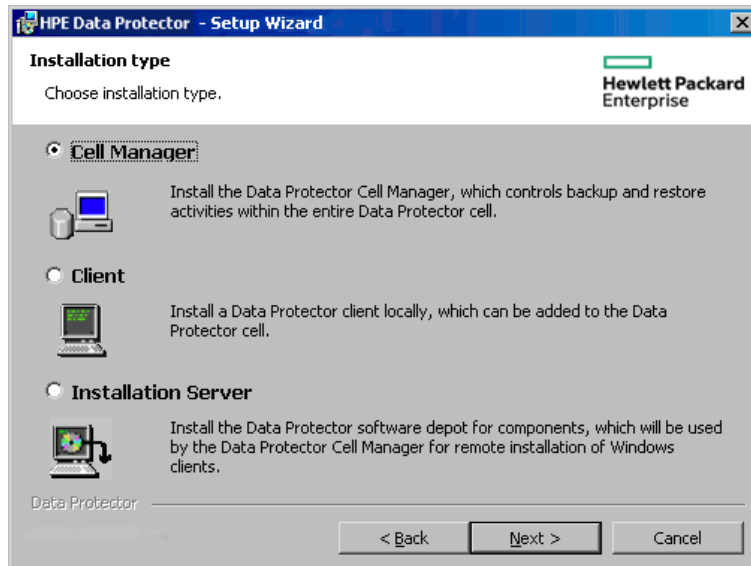 HPE Data Protector - Setup Wizard
Installation type
Choose installation type.
Hewlett Packard
Enterprise
Cell Manager
Install the Data Protector Cell Manager, which controls backup and restore
activities within the entire Data Protector cell.
Client
Install a Data Protector client locally, which can be added to the Data
Protector cell.
Installation Server
Install the Data Protector software depot for components, which will be used
by the Data Protector Cell Manager for remote installation of Windows
clients.
Data Protector
< Back
Next >
Cancel